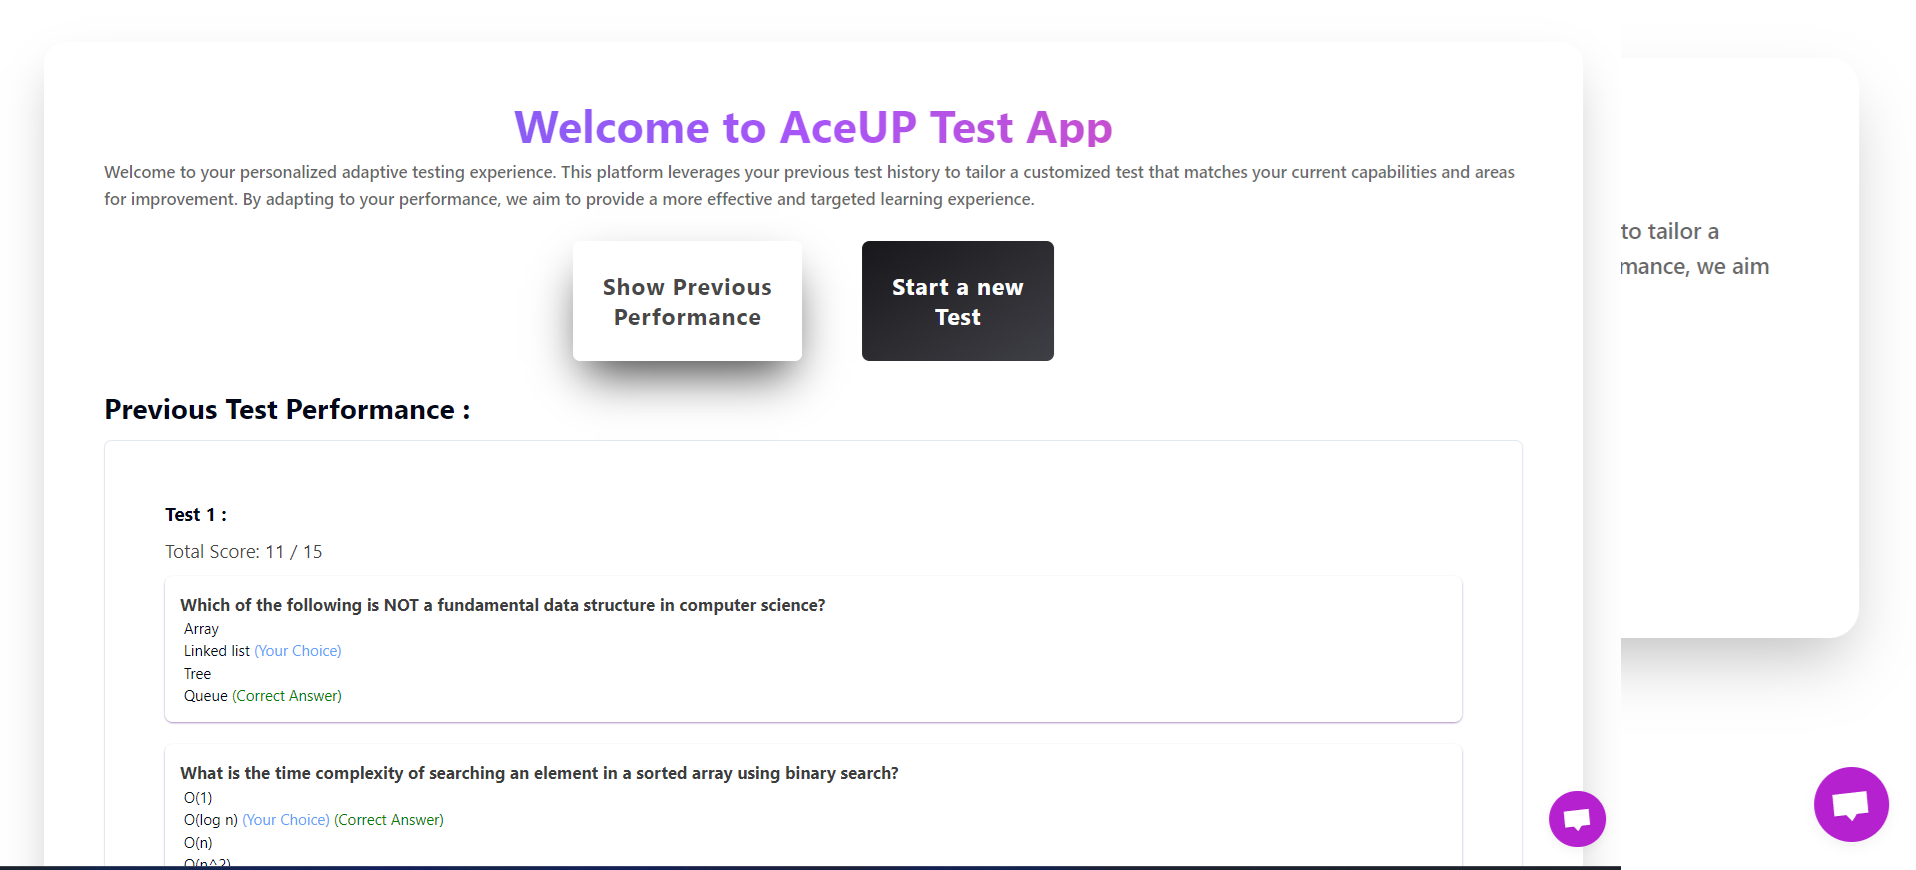 Welcome to AceUP Test App
Welcome to your personalized adaptive testing experience. This platform leverages your previous test history to tailor a customized test that matches your current capabilities and areas
for improvement. By adapting to your performance, we aim to provide a more effective and targeted learning experience.
to tailor a
mance, we aim
Show Previous
Performance
Start a new
Test
Previous Test Performance :
Test 1 :
Total Score: 11 / 15
Which of the following is NOT a fundamental data structure in computer science?
Array
Linked list (Your Choice)
Tree
Queue (Correct Answer)
What is the time complexity of searching an element in a sorted array using binary search?
O(1)
O(log n) (Your Choice) (Correct Answer)
O(n)
O(n^2)